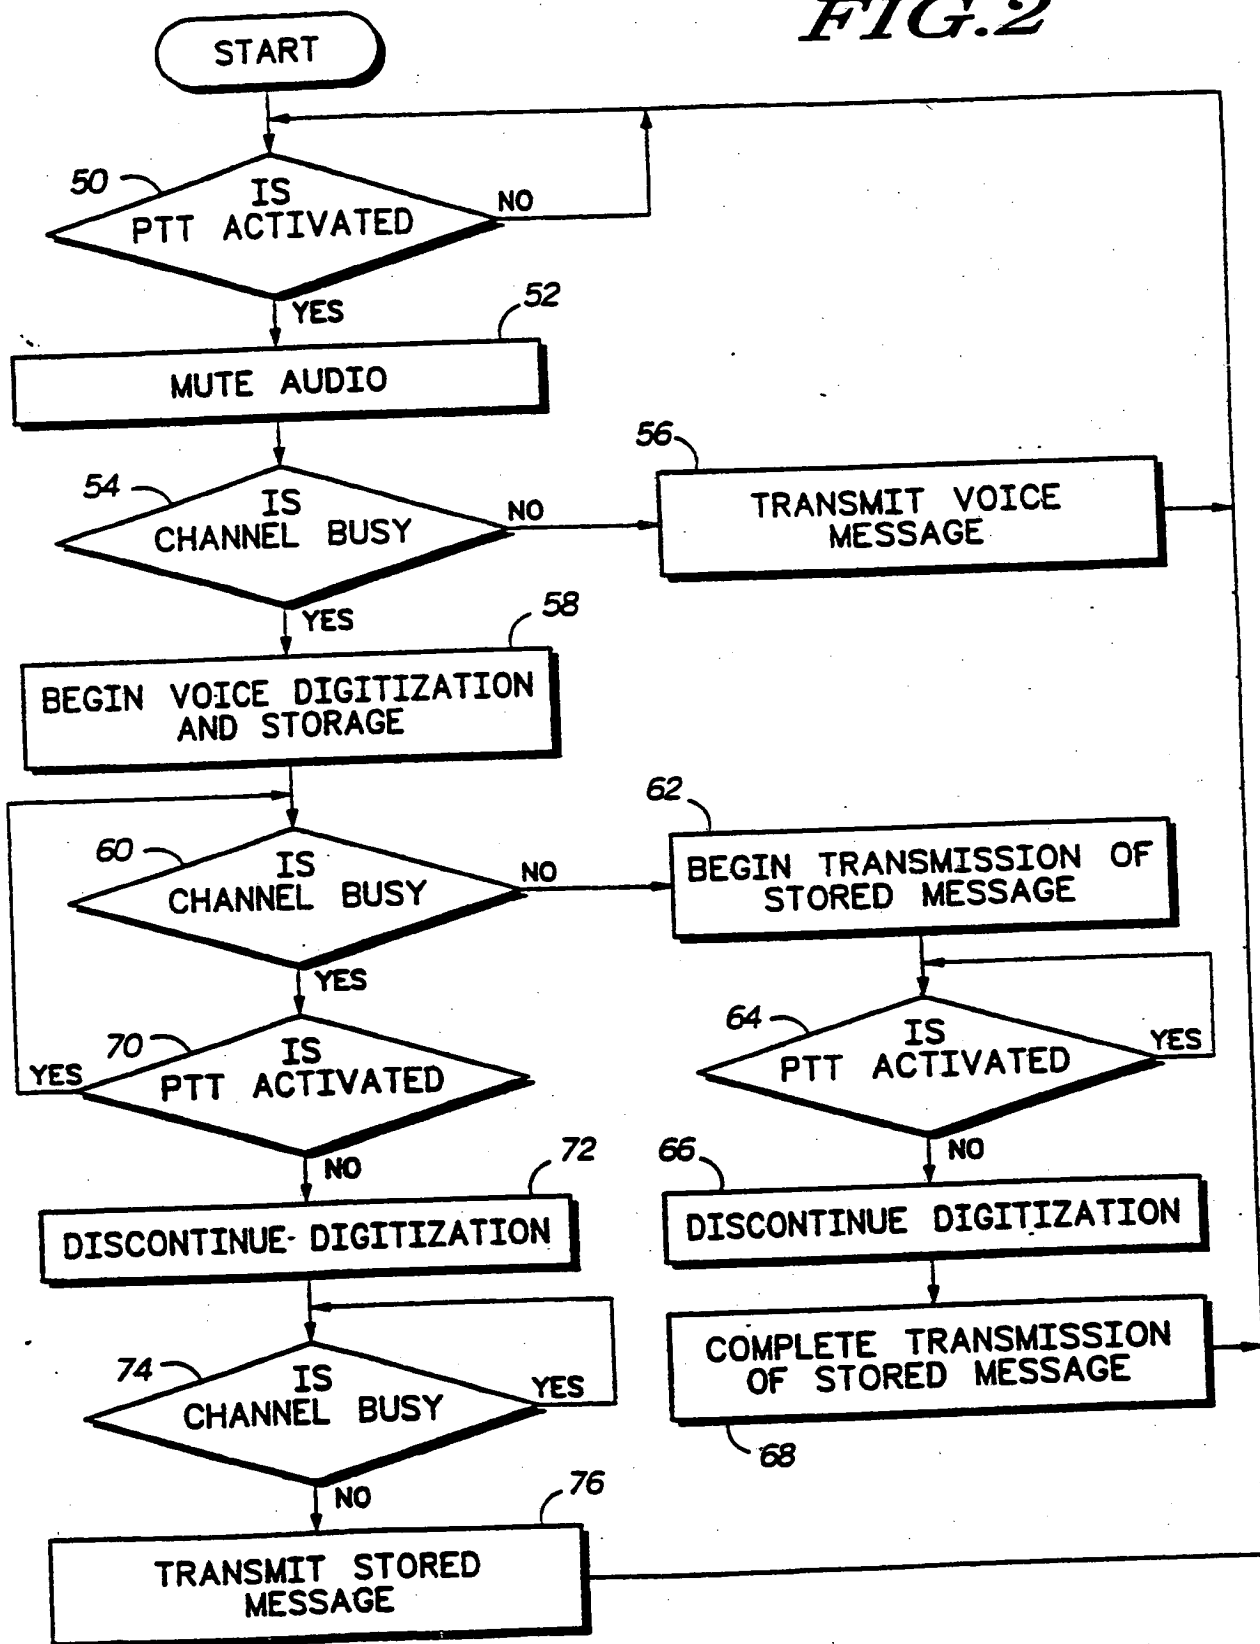 FIG.2
START
50
IS
PTT ACTIVATED
NO
YES
52
MUTE AUDIO
54
IS
CHANNEL BUSY
NO
YES
56
TRANSMIT VOICE
MESSAGE
58
BEGIN VOICE DIGITIZATION
AND STORAGE
60
IS
CHANNEL BUSY
NO
YES
62
BEGIN TRANSMISSION OF
STORED MESSAGE
64
IS
PTT ACTIVATED
YES
NO
66
DISCONTINUE DIGITIZATION
COMPLETE TRANSMISSION
OF STORED MESSAGE
68
70
IS
PTT ACTIVATED
YES
NO
72
DISCONTINUE DIGITIZATION
74
IS
CHANNEL BUSY
YES
NO
76
TRANSMIT STORED
MESSAGE